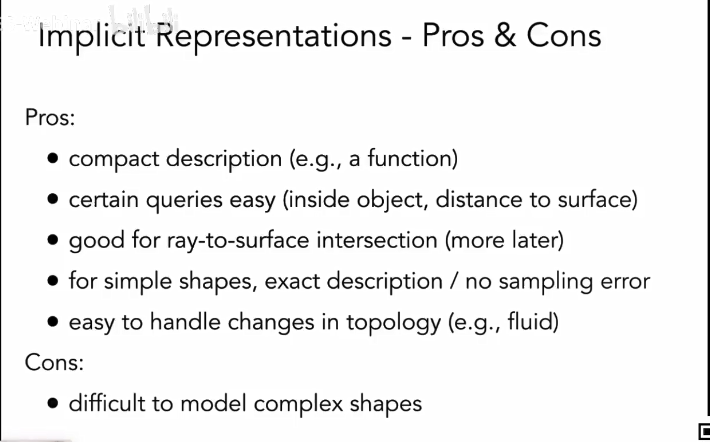 Implicit Representations - Pros & Cons
Pros:
• compact description (e.g., a function)
• certain queries easy (inside object, distance to surface)
• good for ray-to-surface intersection (more later)
• for simple shapes, exact description / no sampling error
• easy to handle changes in topology (e.g., fluid)
Cons:
• difficult to model complex shapes